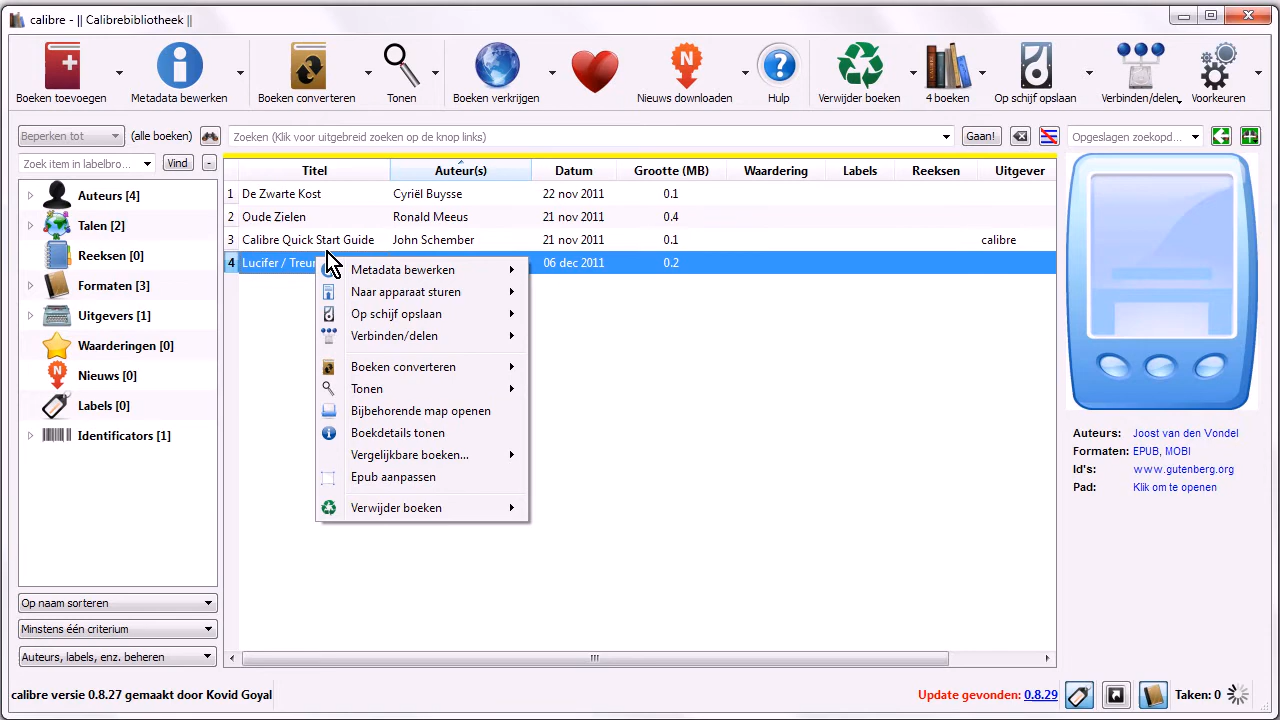 calibre - || Calibrebibliotheek ||
Boeken toevoegen
Metadata bewerken
Boeken converteren
Tonen
Boeken verkrijgen
Nieuws downloaden
Hulp
Verwijder boeken
4 boeken
Op schijf opslaan
Verbinden/delen
Voorkeuren
Beperken tot
(alle boeken)
Zoeken (Klik voor uitgebreid zoeken op de knop links)
Gaan!
Opgeslagen zoekopd...
Zoek item in labelbro...
Vind
-
Auteurs [4]
Talen [2]
Reeksen [0]
Formaten [3]
Uitgevers [1]
Waarderingen [0]
Nieuws [0]
Labels [0]
Identificators [1]
Op naam sorteren
Minstens één criterium
Auteurs, labels, enz. beheren
Titel Auteur(s) Datum Grootte (MB) Waardering Labels Reeksen Uitgever
1 De Zwarte Kost Cyriël Buysse 22 nov 2011 0.1
2 Oude Zielen Ronald Meeus 21 nov 2011 0.4
3 Calibre Quick Start Guide John Schember 21 nov 2011 0.1 calibre
4 Lucifer / 06 dec 2011 0.2
Metadata bewerken
Naar apparaat sturen
Op schijf opslaan
Verbinden/delen
Boeken converteren
Tonen
Bijbehorende map openen
Boekdetails tonen
Vergelijkbare boeken...
Epub aanpassen
Verwijder boeken
Auteurs: Joost van den Vondel
Formaten: EPUB, MOBI
Id's: www.gutenberg.org
Pad: Klik om te openen
calibre versie 0.8.27 gemaakt door Kovid Goyal
Update gevonden: 0.8.29
Taken: 0